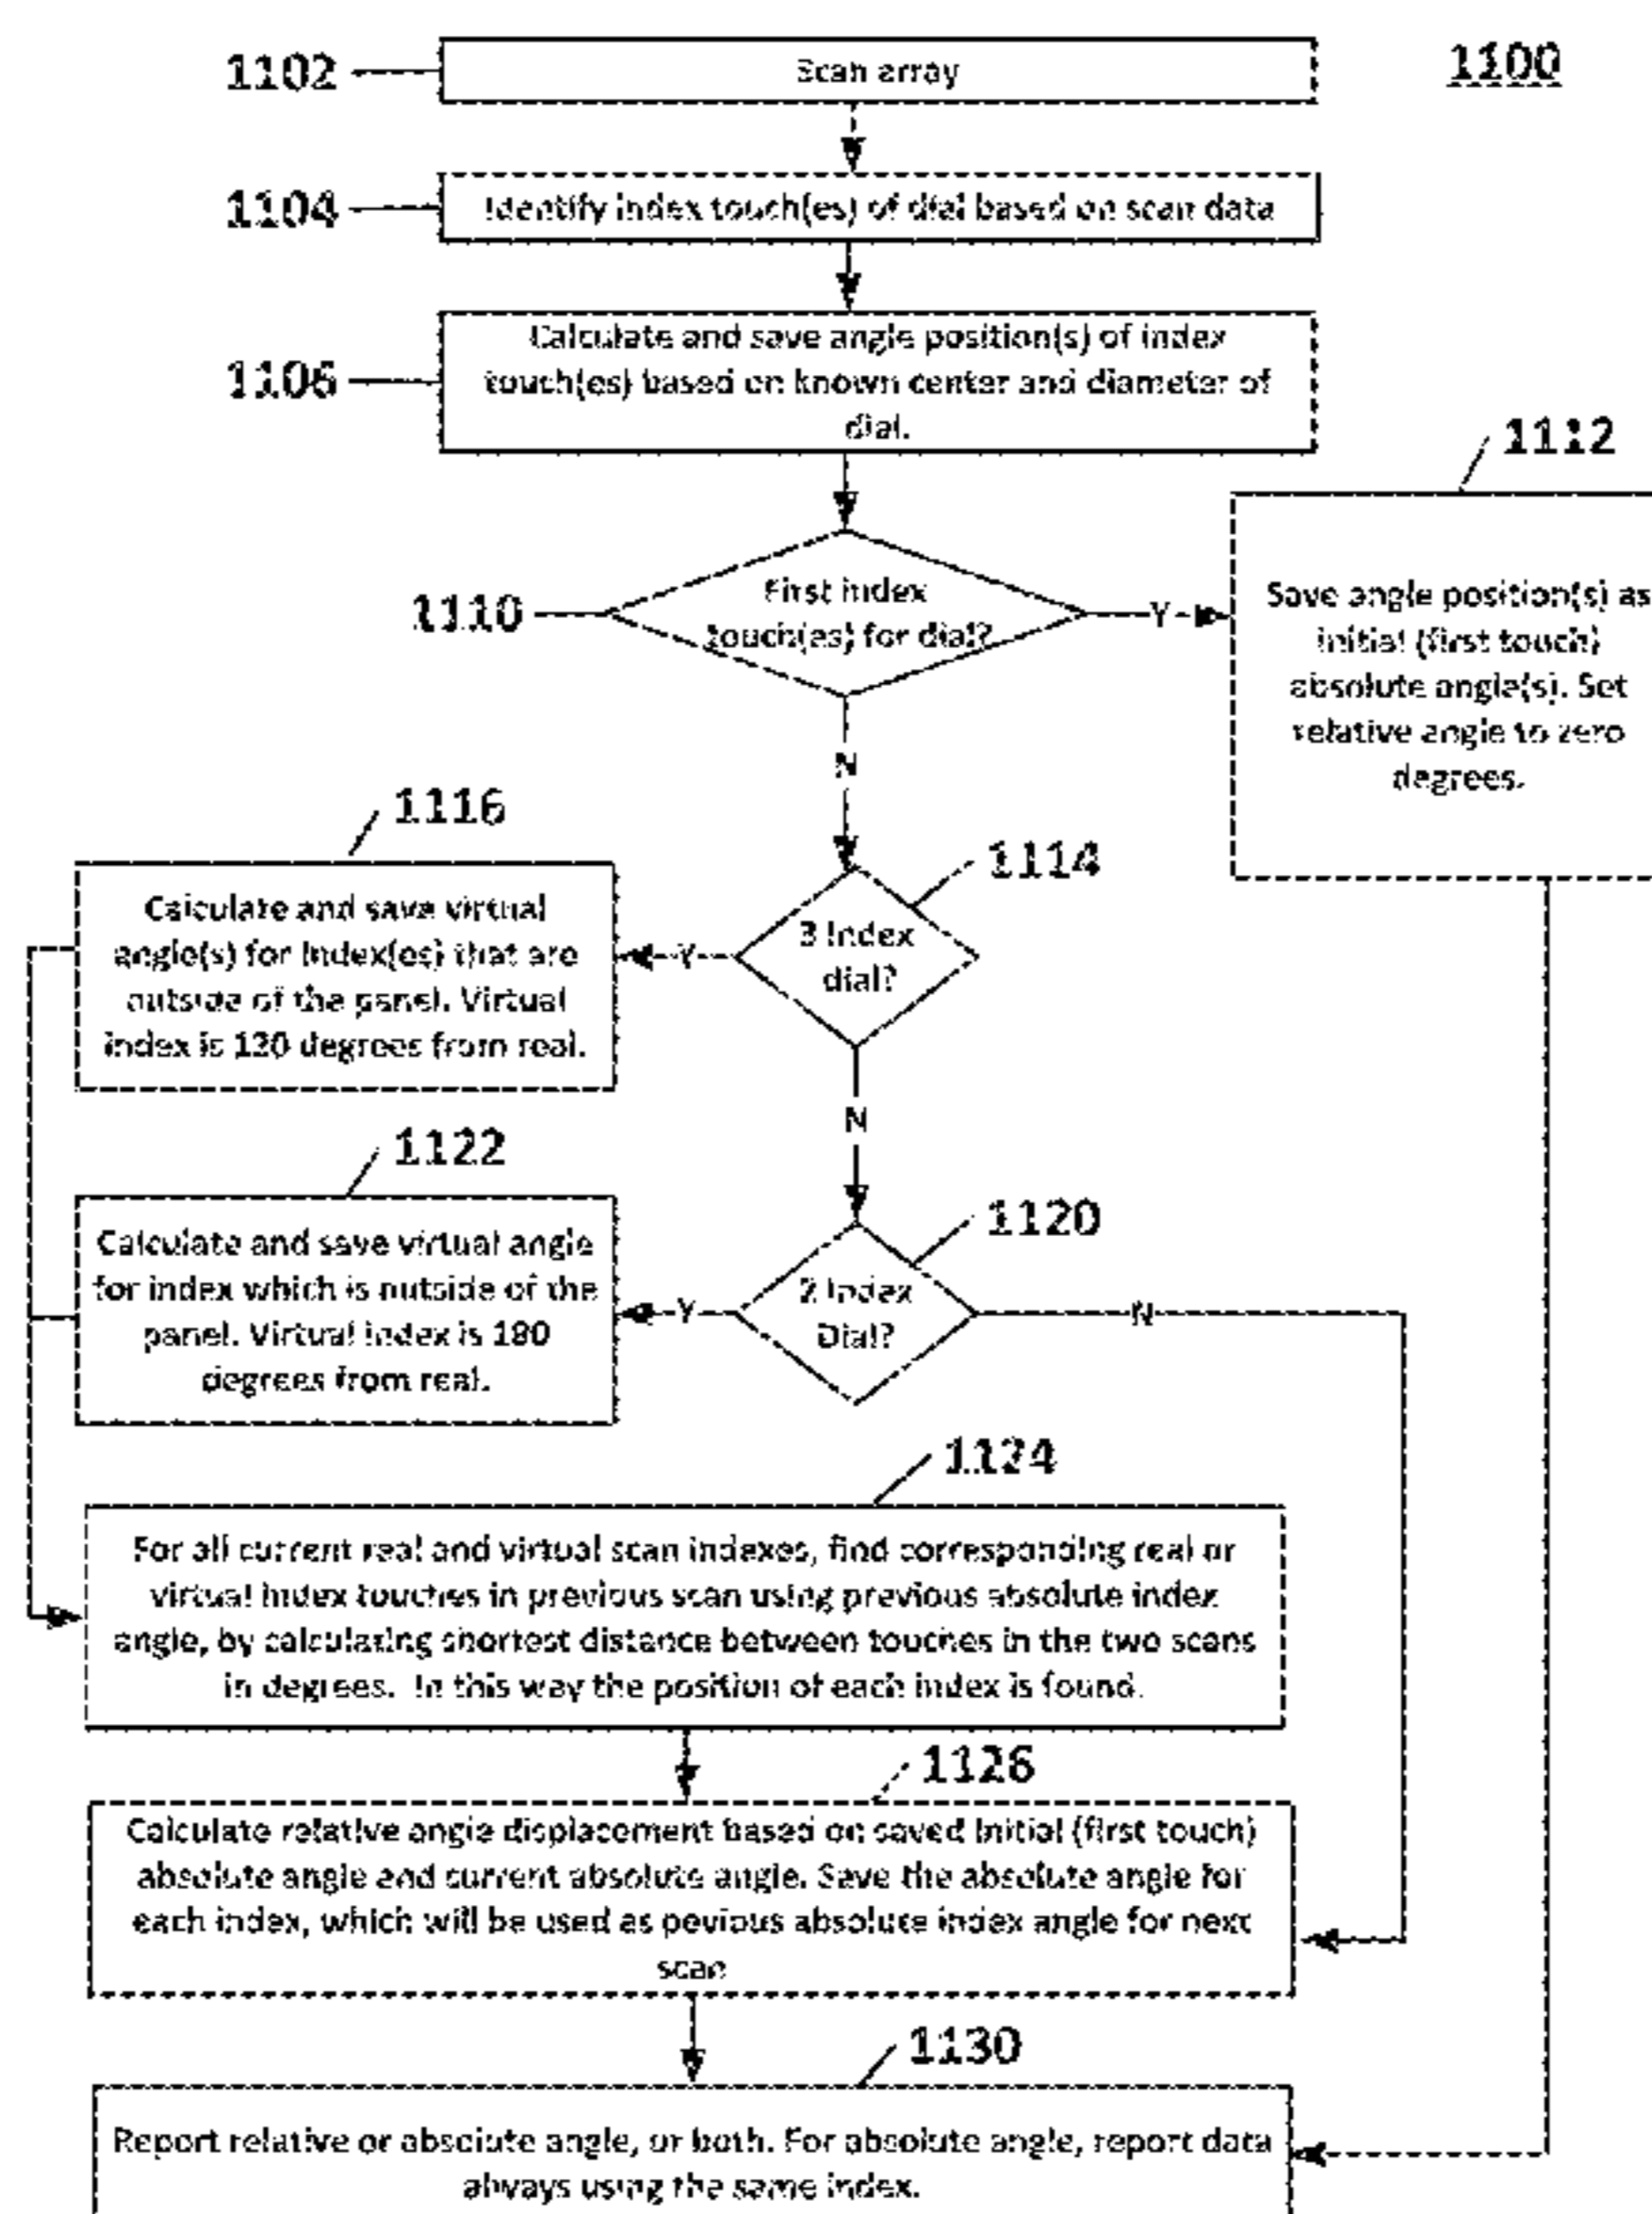 1100
1102
Scan array
1104
Identify index touch(es) of dial based on scan data
1106
Calculate and save angle position(s) of index
touch(es) based on known center and diameter of
dial.
1110
First index
touch(es) for dial?
Y
1112
Save angle position(s) as
initial (first touch)
absolute angle(s). Set
relative angle to zero
degrees.
N
1114
3 Index
dial?
Y
1116
Calculate and save virtual
angle(s) for index(es) that are
outside of the panel. Virtual
index is 120 degrees from real.
N
1120
2 Index
Dial?
Y
N
1122
Calculate and save virtual angle
for index which is outside of the
panel. Virtual index is 180
degrees from real.
1124
For all current real and virtual scan indexes, find corresponding real or
virtual index touches in previous scan using previous absolute index
angle, by calculating shortest distance between touches in the two scans
in degrees. In this way the position of each index is found.
1126
Calculate relative angle displacement based on saved initial (first touch)
absolute angle and current absolute angle. Save the absolute angle for
each index, which will be used as pevious absolute index angle for next
scan
1130
Report relative or absolute angle, or both. For absolute angle, report data
always using the same index.